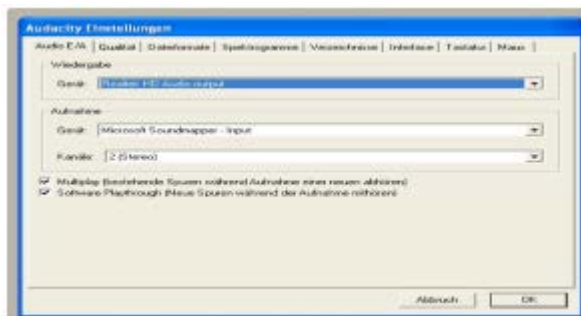 Audacity Einstellungen
Audio E/A | Qualität | Dateiformate | Spektrogramme | Verzeichnisse | Interface | Tastatur | Maus |
Wiedergabe
Gerät: Realtek HD Audio output
Aufnahme
Gerät: Microsoft Soundmapper - Input
Kanäle: 2 (Stereo)
Multiplay (bestehende Spuren während Aufnahme einer neuen abhören)
Software Playthrough (Neue Spuren während der Aufnahme mithören)
Abbruch OK